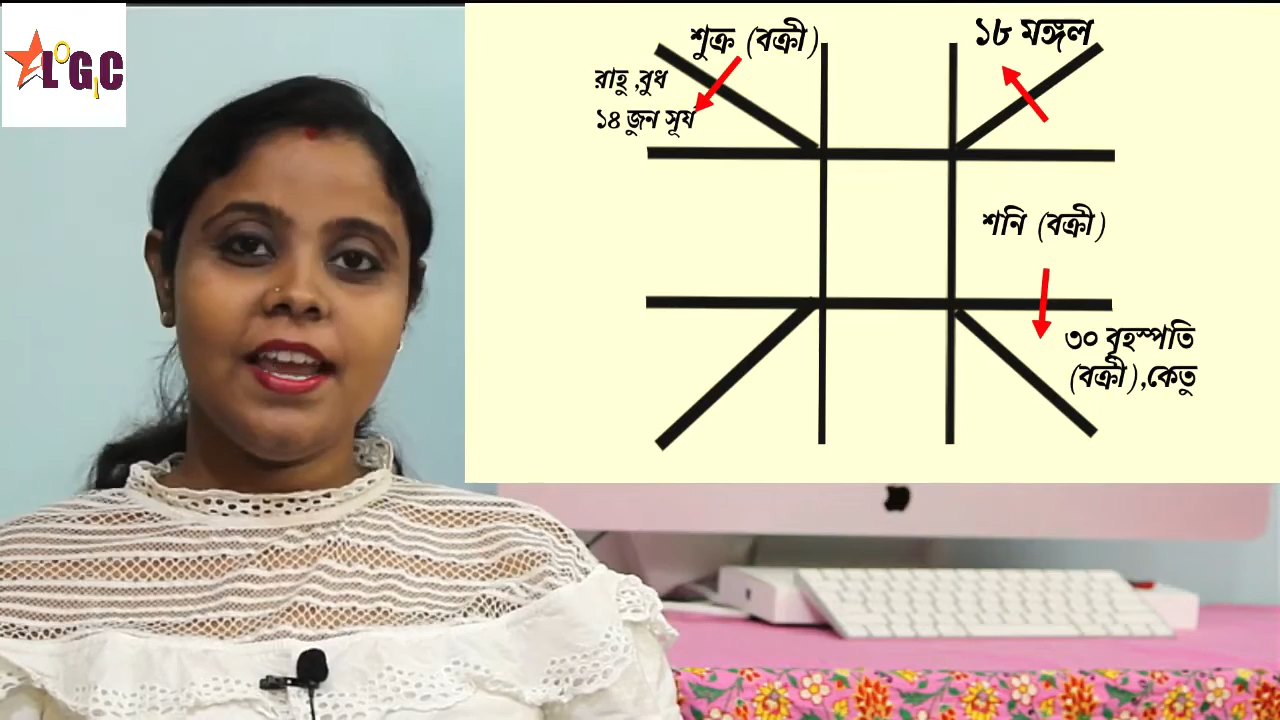 LOGIC
শুক্র (বক্রী)
রাহু ,বুধ
১৪ জুন সূর্য
১৮ মঙ্গল
শনি (বক্রী)
৩০ বৃহস্পতি
(বক্রী) ,কেতু